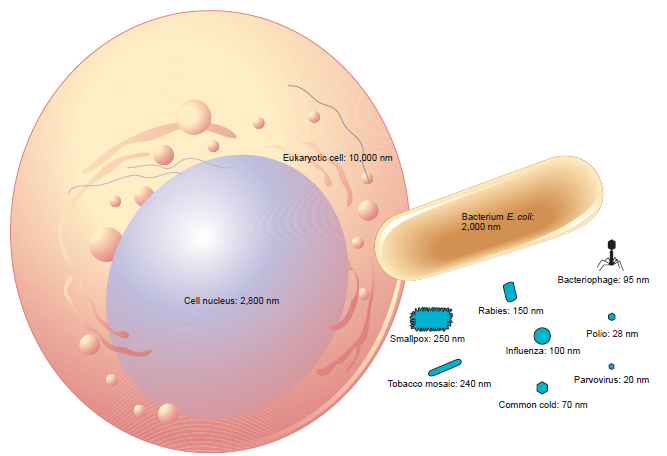 Eukaryotic cell: 10,000 nm
Bacterium E. coli:
2,000 nm
Bacteriophage: 95 nm
Cell nucleus: 2,800 nm
Rabies: 150 nm
Smallpox: 250 nm
Polio: 28 nm
Influenza: 100 nm
Tobacco mosaic: 240 nm
Parvovirus: 20 nm
Common cold: 70 nm